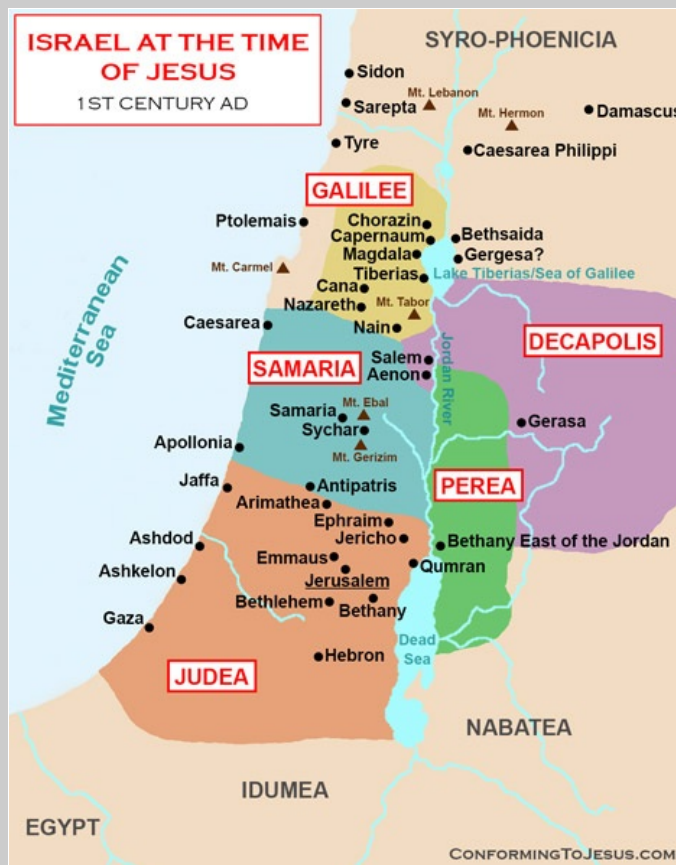 ISRAEL AT THE TIME
OF JESUS
1ST CENTURY AD
SYRO-PHOENICIA
Sidon
Mt. Lebanon
Sarepta
Mt. Hermon
Damascus
Tyre
Caesarea Philippi
GALILEE
Ptolemais
Chorazin
Capernaum
Bethsaida
Magdala
Gergesa?
Mt. Carmel
Tiberias
Lake Tiberias/Sea of Galilee
Cana
Nazareth
Mt. Tabor
Mediterranean
Sea
Caesarea
Nain
Jordan River
DECAPOLIS
SAMARIA
Salem
Aenon
Mt. Ebal
Samaria
Sychar
Gerasa
Mt. Gerizim
Apollonia
Jaffa
Antipatris
PEREA
Arimathea
Ephraim
Jericho
Bethany East of the Jordan
Ashdod
Emmaus
Qumran
Ashkelon
Jerusalem
Bethlehem
Bethany
Gaza
Dead
Sea
Hebron
JUDEA
NABATEA
IDUMEA
EGYPT
CONFORMINGTOJESUS.COM